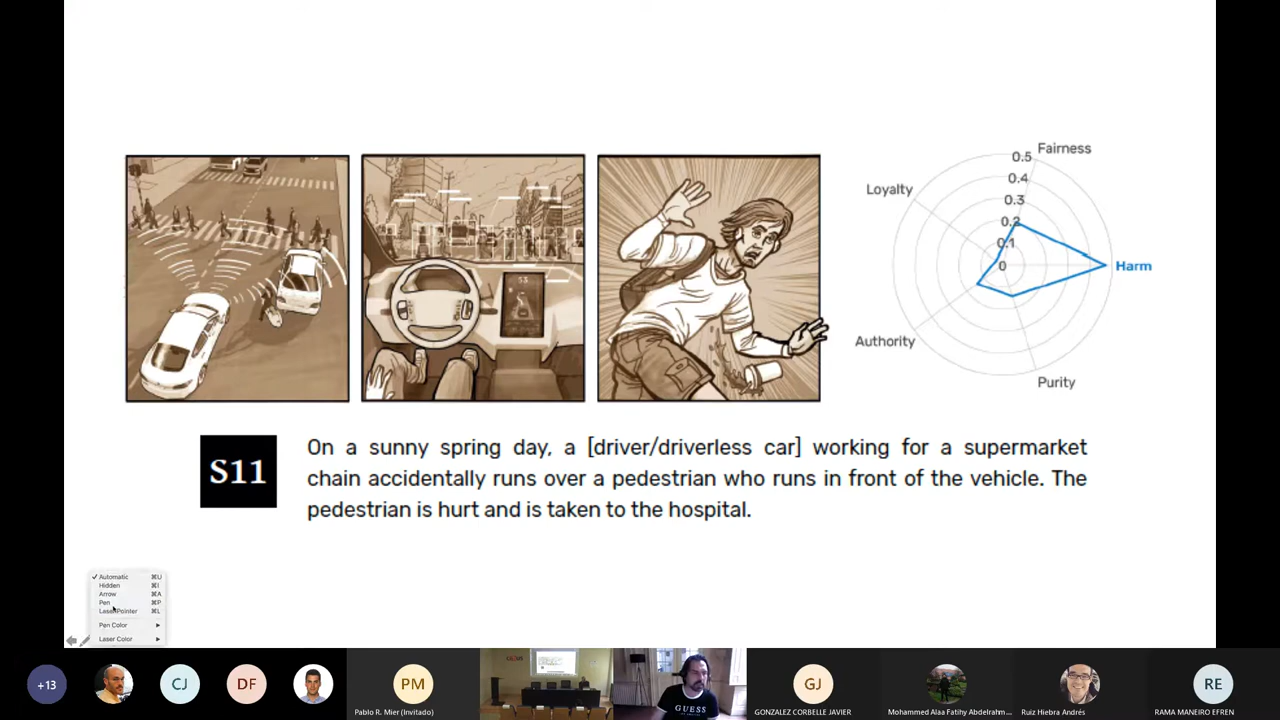 Fairness
0.5
Loyalty
0.4
0.3
0.2
0.1
0
Harm
Authority
Purity
S11
On a sunny spring day, a [driver/driverless car] working for a supermarket
chain accidentally runs over a pedestrian who runs in front of the vehicle. The
pedestrian is hurt and is taken to the hospital.
✓ Automatic ⌘U
Hidden ⌘I
Arrow ⌘A
Pen ⌘P
Laser Pointer ⌘L
Pen Color
Laser Color
+13
CJ
DF
PM
Pablo R. Mier (Invitado)
GUESS
GJ
GONZALEZ CORBELLE JAVIER
Mohammed Alaa Fatihy Abdelrahm...
Ruiz Hiebra Andrés
RE
RAMA MANEIRO EFREN